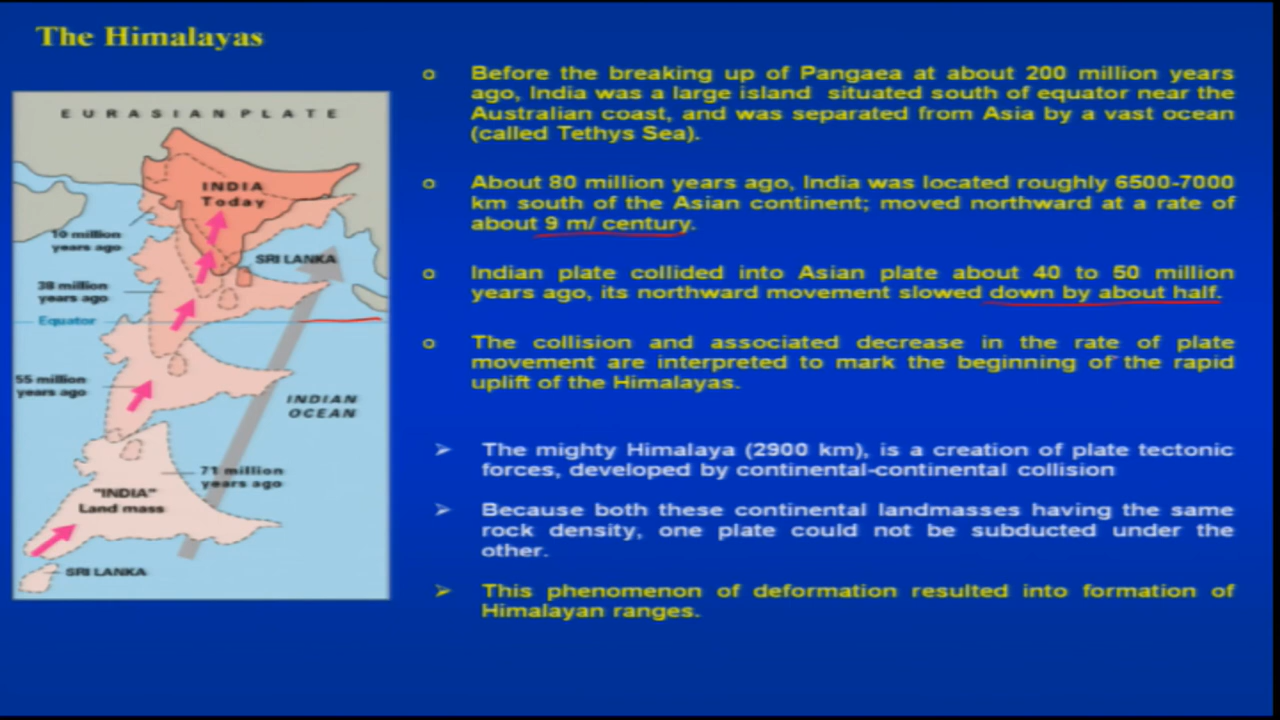 The Himalayas
EURASIAN PLATE
INDIA
Today
10 million
years ago
SRI LANKA
38 million
years ago
Equator
55 million
years ago
INDIAN
OCEAN
71 million
years ago
"INDIA"
Land mass
SRI LANKA
o Before the breaking up of Pangaea at about 200 million years
ago, India was a large island situated south of equator near the
Australian coast, and was separated from Asia by a vast ocean
(called Tethys Sea).
o About 80 million years ago, India was located roughly 6500-7000
km south of the Asian continent; moved northward at a rate of
about 9 m/ century.
o Indian plate collided into Asian plate about 40 to 50 million
years ago, its northward movement slowed down by about half.
o The collision and associated decrease in the rate of plate
movement are interpreted to mark the beginning of the rapid
uplift of the Himalayas.
➢ The mighty Himalaya (2900 km), is a creation of plate tectonic
forces, developed by continental-continental collision
➢ Because both these continental landmasses having the same
rock density, one plate could not be subducted under the
other.
➢ This phenomenon of deformation resulted into formation of
Himalayan ranges.